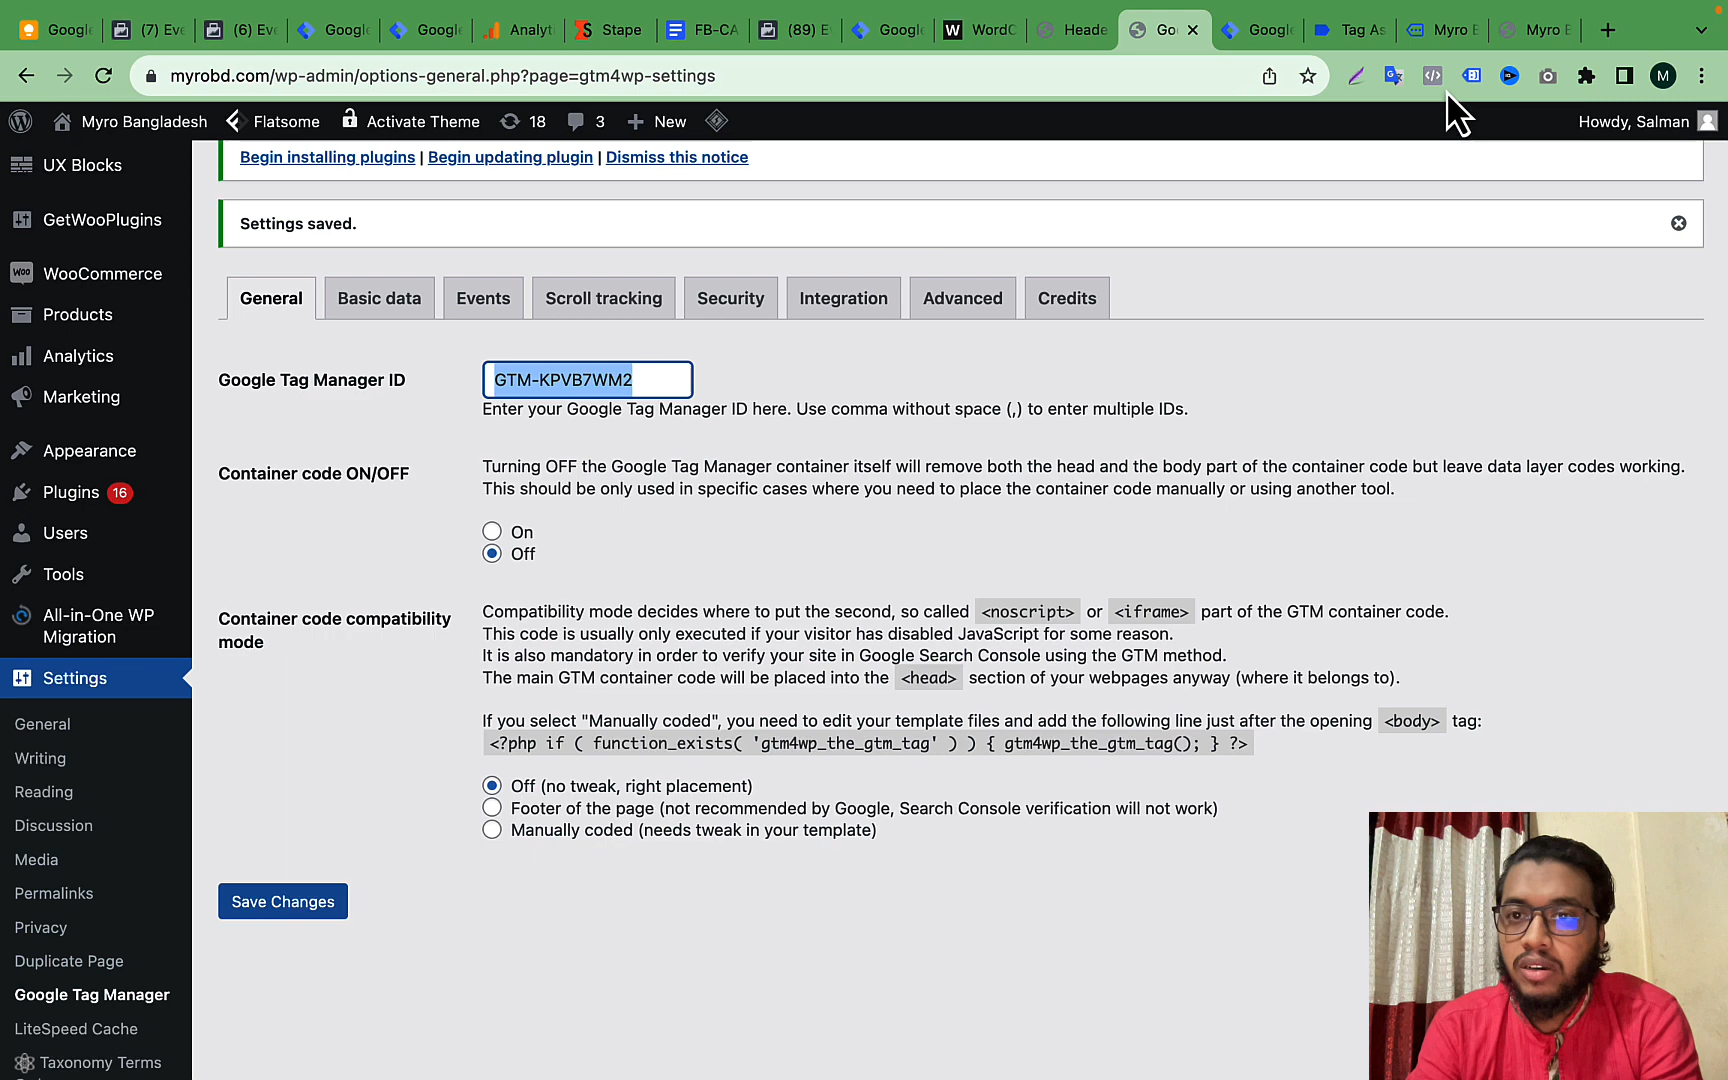 Google
(7) Eve
(6) Eve
Google
Google
Analyt
Stape
FB-CA
(89) E
Google
WordC
Heade
Go
Google
Tag As
Myro B
Myro E
myrobd.com/wp-admin/options-general.php?page=gtm4wp-settings
M
Myro Bangladesh
Flatsome
Activate Theme
18
3
New
Howdy, Salman
UX Blocks
GetWooPlugins
WooCommerce
Products
Analytics
Marketing
Appearance
Plugins 16
Users
Tools
All-in-One WP
Migration
Settings
General
Writing
Reading
Discussion
Media
Permalinks
Privacy
Duplicate Page
Google Tag Manager
LiteSpeed Cache
Taxonomy Terms
Begin installing plugins | Begin updating plugin | Dismiss this notice
Settings saved.
General
Basic data
Events
Scroll tracking
Security
Integration
Advanced
Credits
Google Tag Manager ID
GTM-KPVB7WM2
Enter your Google Tag Manager ID here. Use comma without space (,) to enter multiple IDs.
Container code ON/OFF
Turning OFF the Google Tag Manager container itself will remove both the head and the body part of the container code but leave data layer codes working.
This should be only used in specific cases where you need to place the container code manually or using another tool.
On
Off
Container code compatibility
mode
Compatibility mode decides where to put the second, so called <noscript> or <iframe> part of the GTM container code.
This code is usually only executed if your visitor has disabled JavaScript for some reason.
It is also mandatory in order to verify your site in Google Search Console using the GTM method.
The main GTM container code will be placed into the <head> section of your webpages anyway (where it belongs to).
If you select "Manually coded", you need to edit your template files and add the following line just after the opening <body> tag:
<?php if ( function_exists( 'gtm4wp_the_gtm_tag' ) ) { gtm4wp_the_gtm_tag(); } ?>
Off (no tweak, right placement)
Footer of the page (not recommended by Google, Search Console verification will not work)
Manually coded (needs tweak in your template)
Save Changes